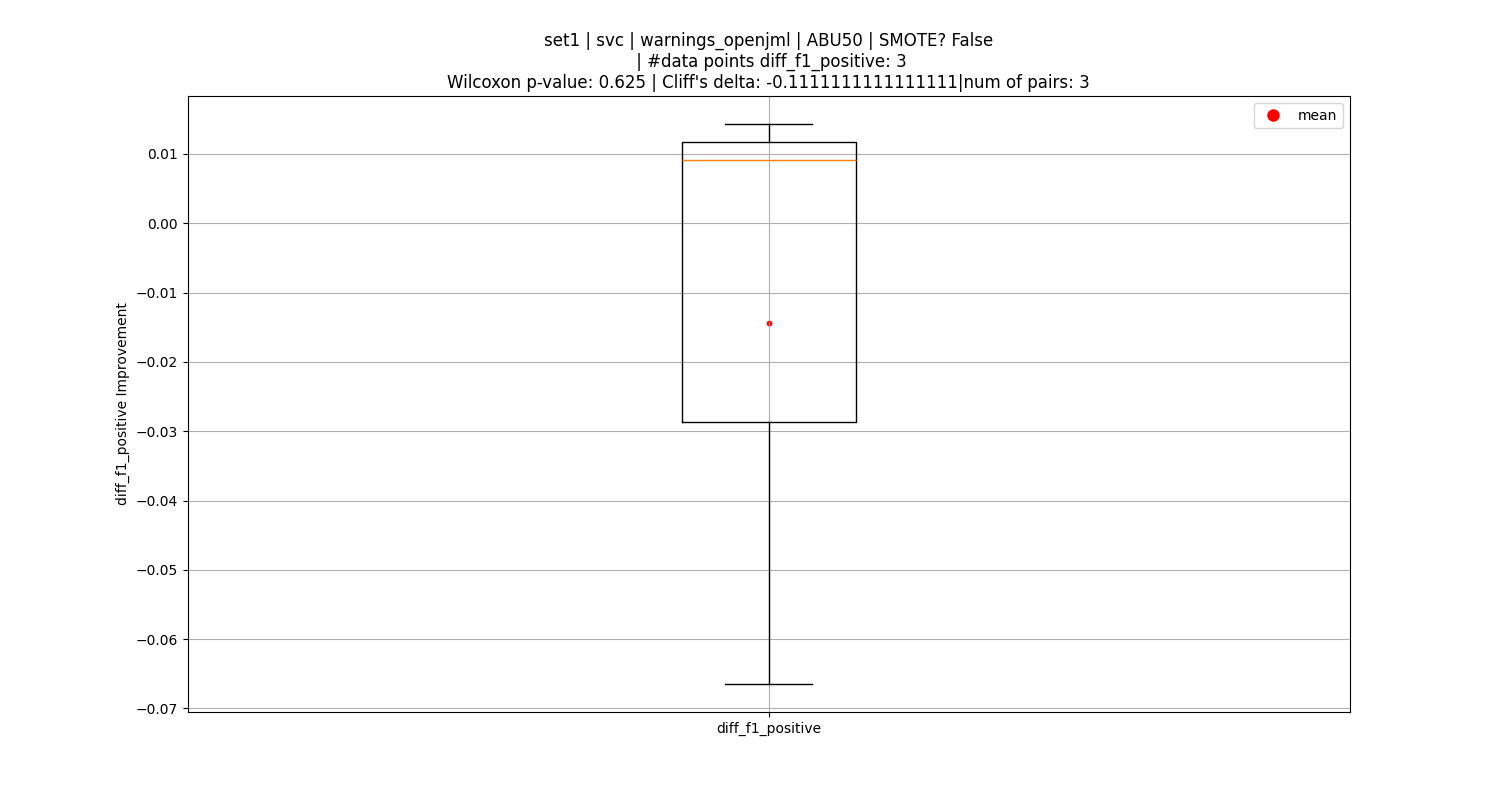 set1 | svc | warnings_openjml | ABU50 | SMOTE? False
| #data points diff_f1_positive: 3
Wilcoxon p-value: 0.625 | Cliff's delta: -0.1111111111111111|num of pairs: 3
mean
0.01
0.00
−0.01
−0.02
−0.03
−0.04
−0.05
−0.06
−0.07
diff_f1_positive Improvement
diff_f1_positive